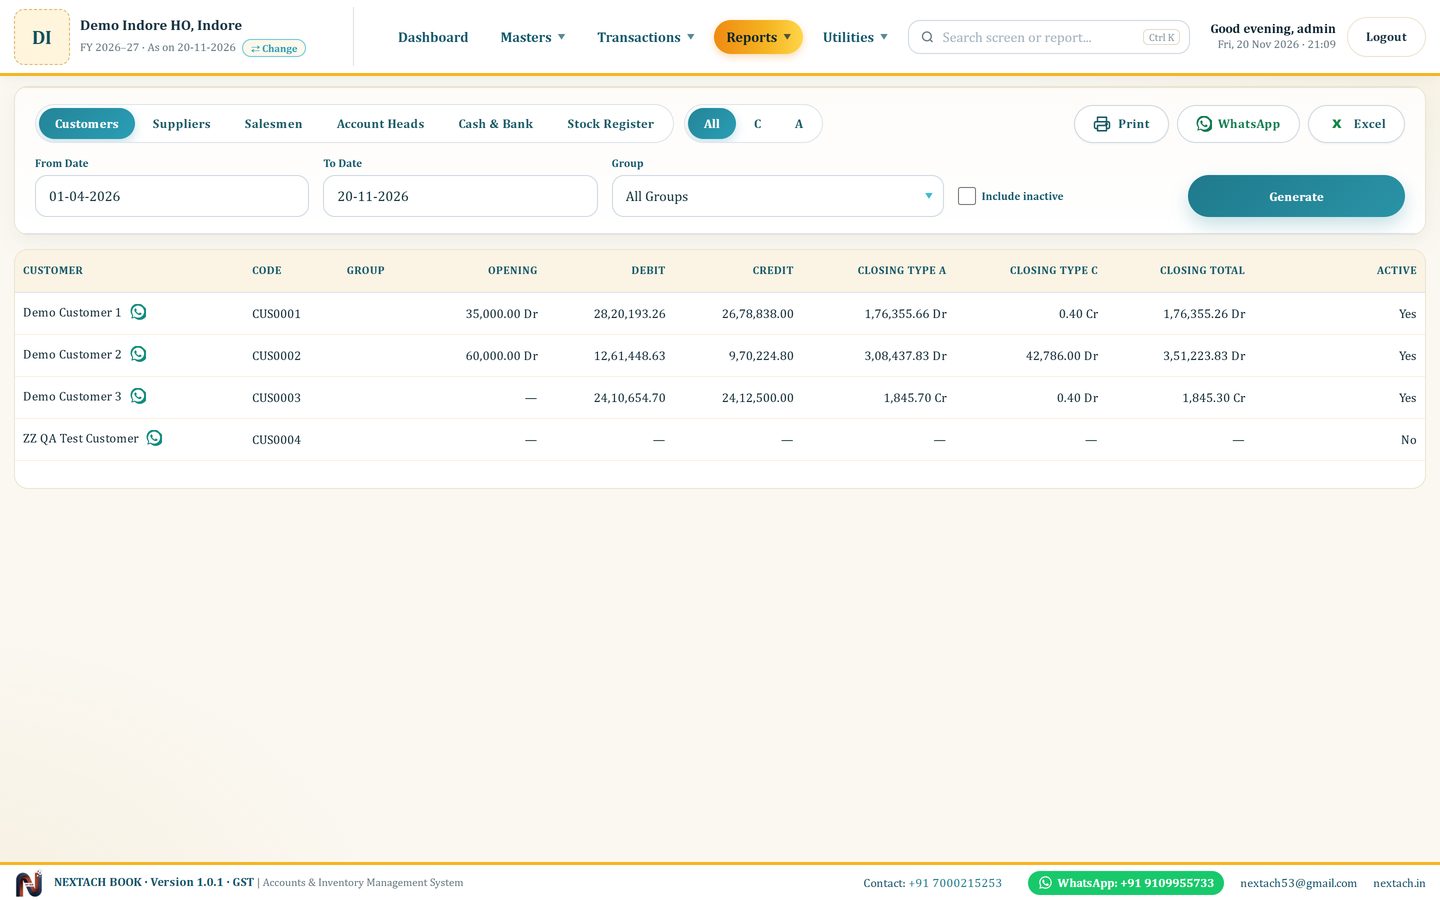 DI
Demo Indore HO, Indore
FY 2026–27 · As on 20-11-2026 ⇄ Change
Dashboard Masters ▼ Transactions ▼ Reports ▼ Utilities ▼
Search screen or report... Ctrl K
Good evening, admin
Fri, 20 Nov 2026 · 21:09
Logout
Customers Suppliers Salesmen Account Heads Cash & Bank Stock Register All C A Print WhatsApp X Excel
From Date To Date Group
01-04-2026 20-11-2026 All Groups Include inactive Generate
CUSTOMER CODE GROUP OPENING DEBIT CREDIT CLOSING TYPE A CLOSING TYPE C CLOSING TOTAL ACTIVE
Demo Customer 1 CUS0001 35,000.00 Dr 28,20,193.26 26,78,838.00 1,76,355.66 Dr 0.40 Cr 1,76,355.26 Dr Yes
Demo Customer 2 CUS0002 60,000.00 Dr 12,61,448.63 9,70,224.80 3,08,437.83 Dr 42,786.00 Dr 3,51,223.83 Dr Yes
Demo Customer 3 CUS0003 — 24,10,654.70 24,12,500.00 1,845.70 Cr 0.40 Dr 1,845.30 Cr Yes
ZZ QA Test Customer CUS0004 — — — — — — No
NEXTACH BOOK · Version 1.0.1 · GST | Accounts & Inventory Management System
Contact: +91 7000215253 WhatsApp: +91 9109955733 nextach53@gmail.com nextach.in